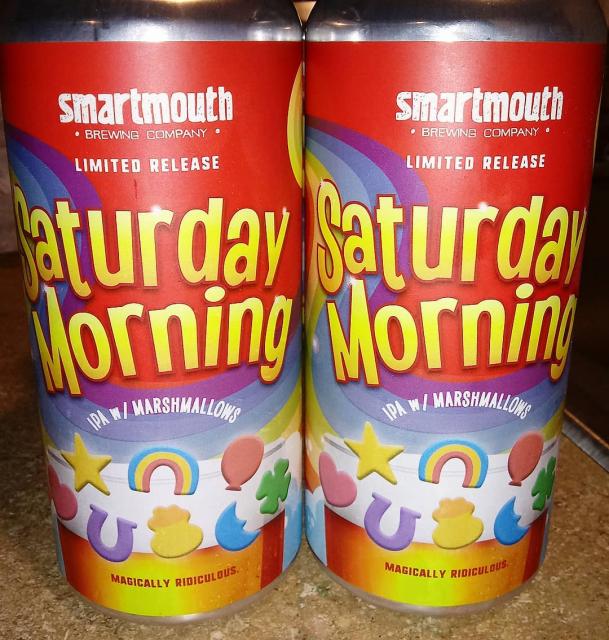 smartmouth
• BREWING COMPANY •
LIMITED RELEASE
Saturday
Morning
IPA W/ MARSHMALLOWS
MAGICALLY RIDICULOUS.
smartmouth
• BREWING COMPANY •
LIMITED RELEASE
Saturday
Morning
IPA W/ MARSHMALLOWS
MAGICALLY RIDICULOUS.